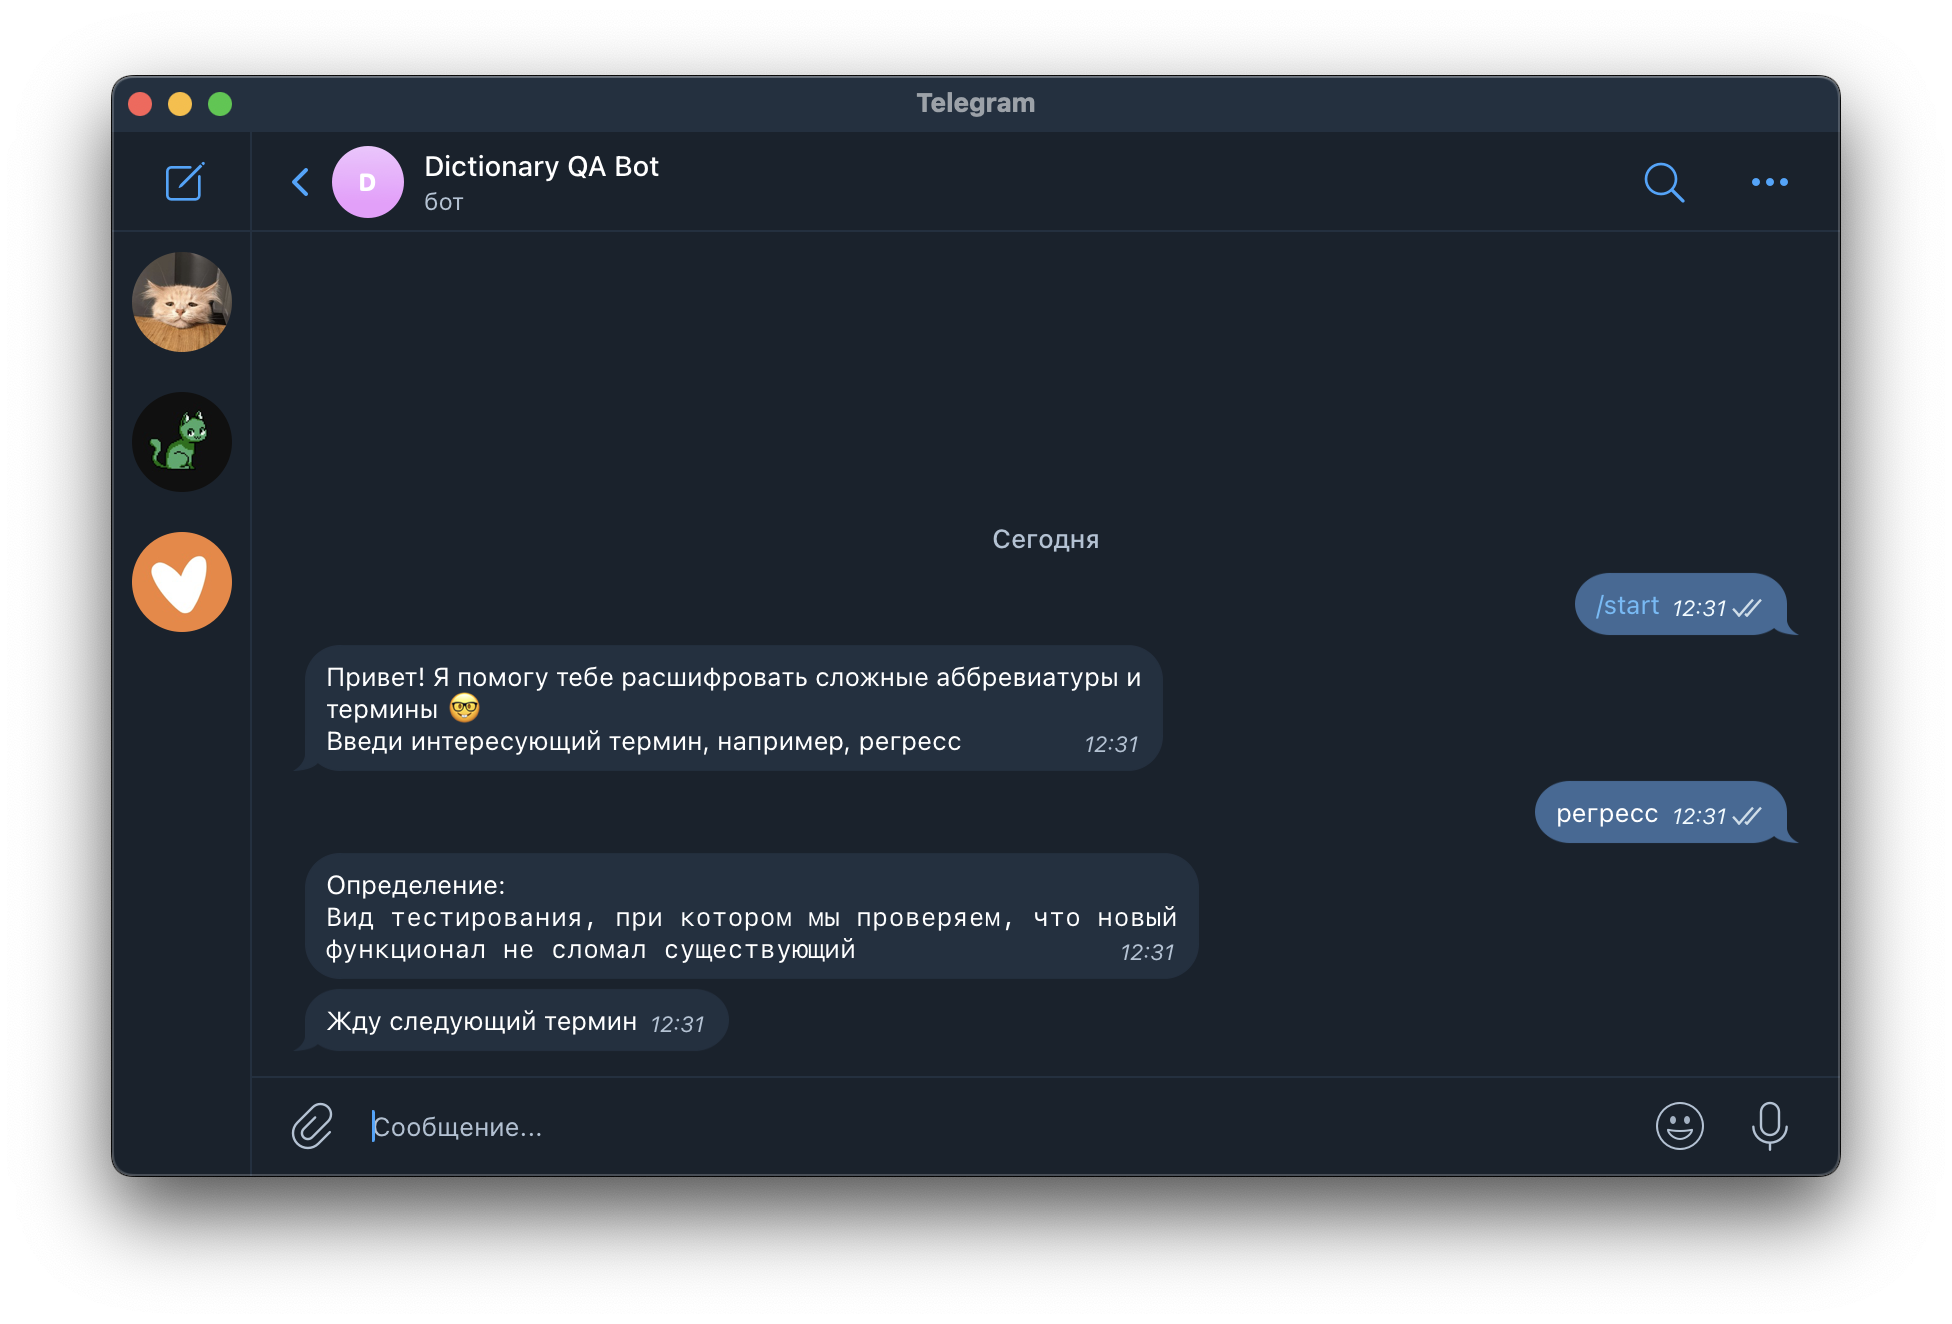 Telegram
D
Dictionary QA Bot
бот
Сегодня
/start 12:31
Привет! Я помогу тебе расшифровать сложные аббревиатуры и
термины 🤓
Введи интересующий термин, например, регресс 12:31
регресс 12:31
Определение:
Вид тестирования, при котором мы проверяем, что новый
функционал не сломал существующий 12:31
Жду следующий термин 12:31
Сообщение...